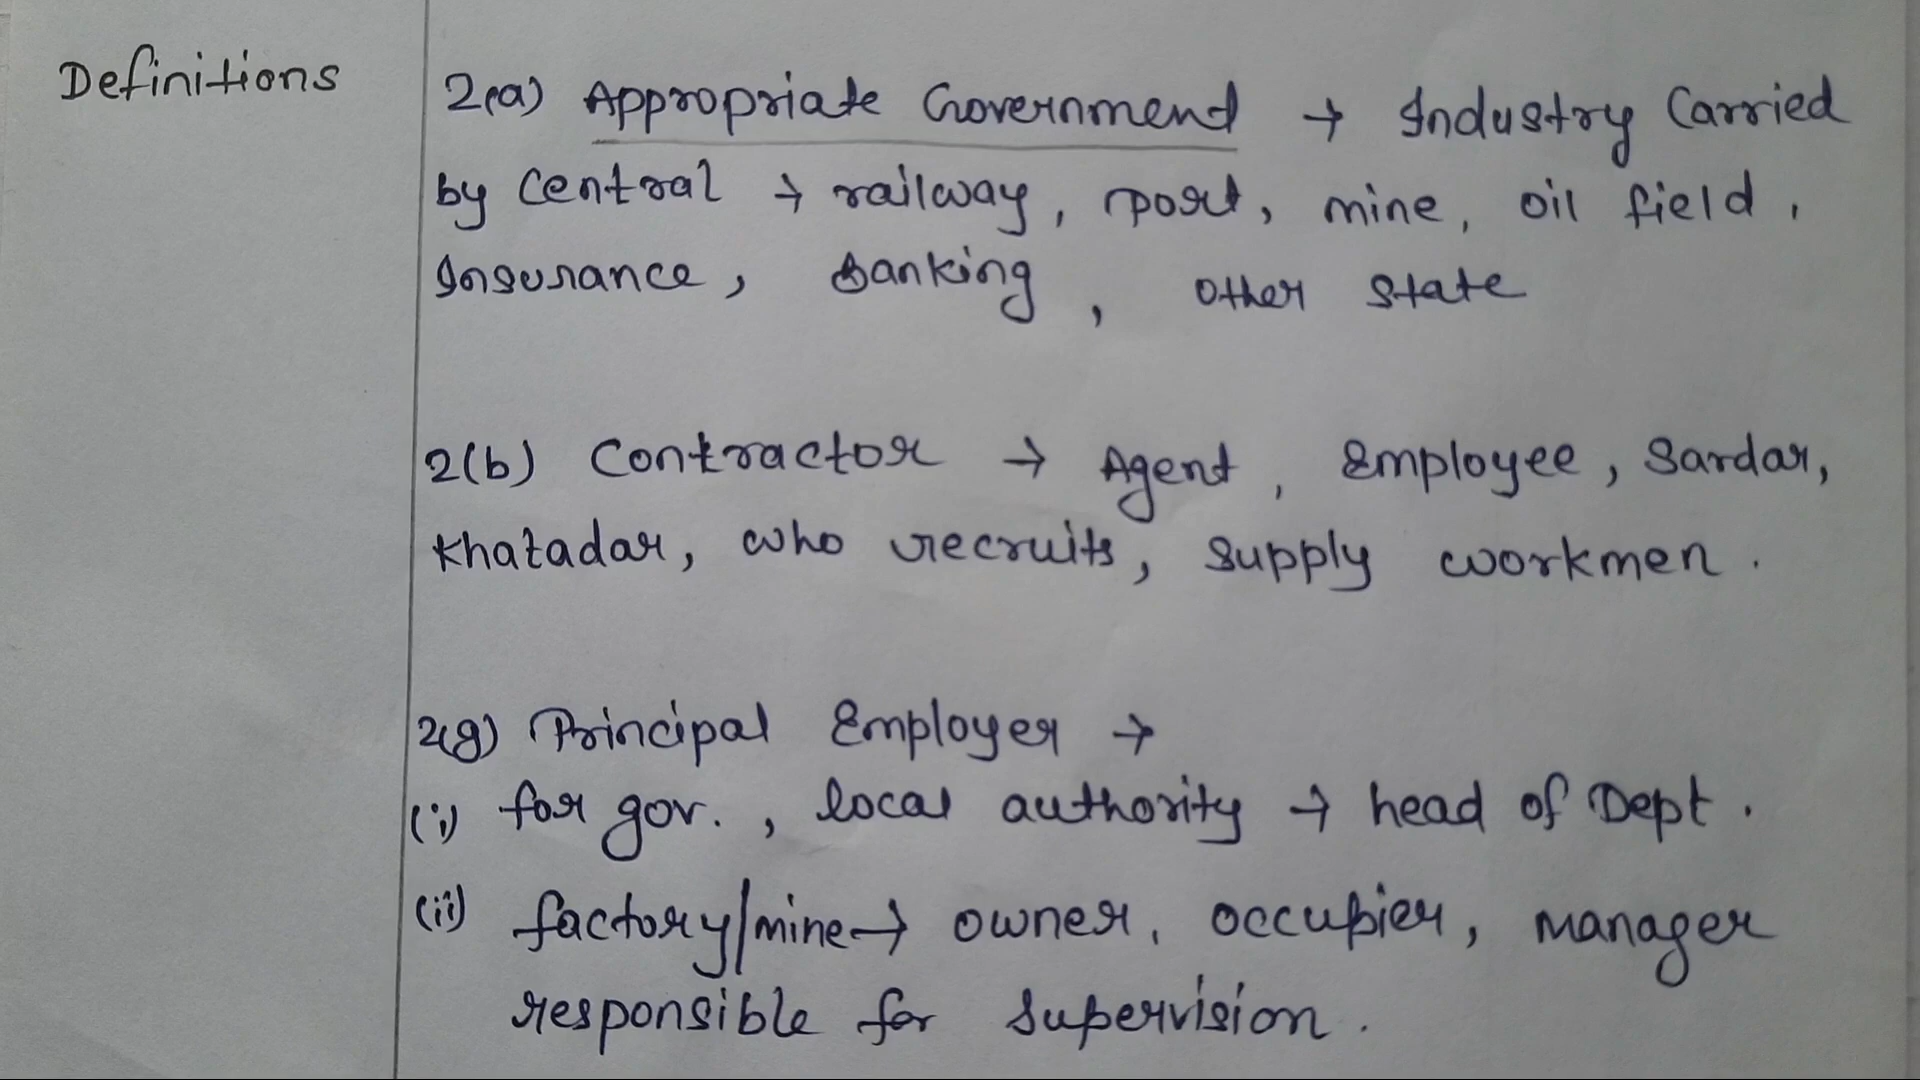 Definitions
2(a) Appropriate Government → Industry Carried
by Central → railway, port, mine, oil field,
Insurance, Banking, Other State
2(b) Contractor → Agent, Employee, Sardar,
Khatadar, who recruits, supply workmen.
2(g) Principal Employer →
(i) for gov., local authority → head of Dept.
(ii) factory/mine → owner, occupier, manager
responsible for supervision.